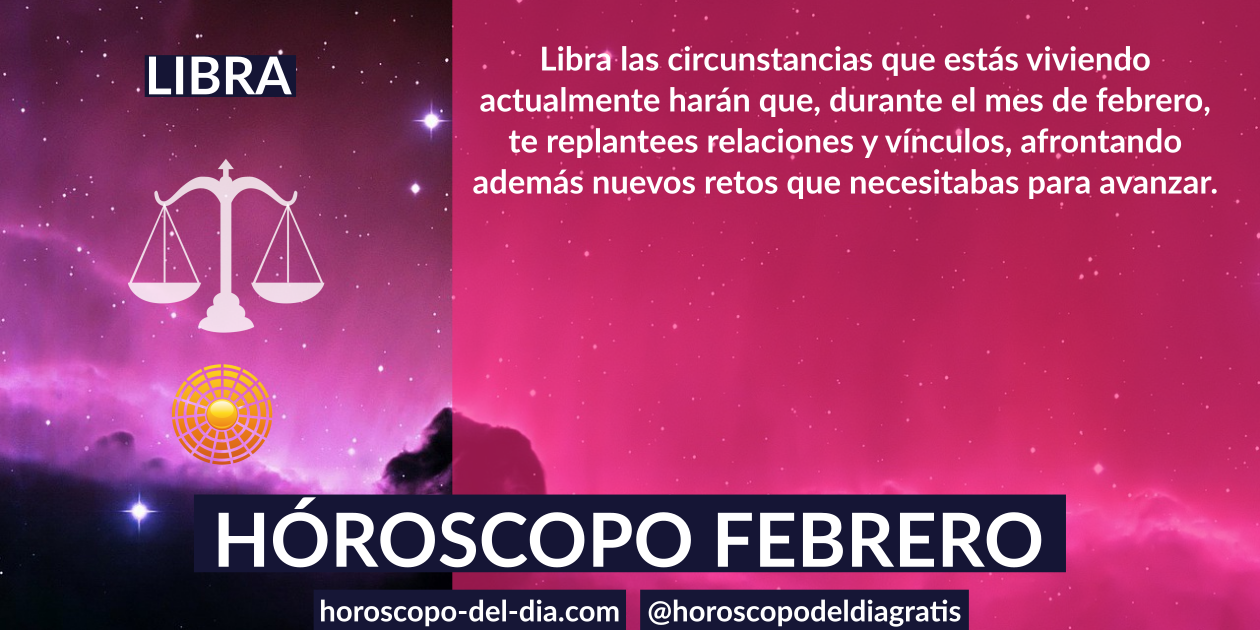 LIBRA
Libra las circunstancias que estás viviendo
actualmente harán que, durante el mes de febrero,
te replantees relaciones y vínculos, afrontando
además nuevos retos que necesitabas para avanzar.
HÓROSCOPO FEBRERO
horoscopo-del-dia.com
@horoscopodeldiagratis